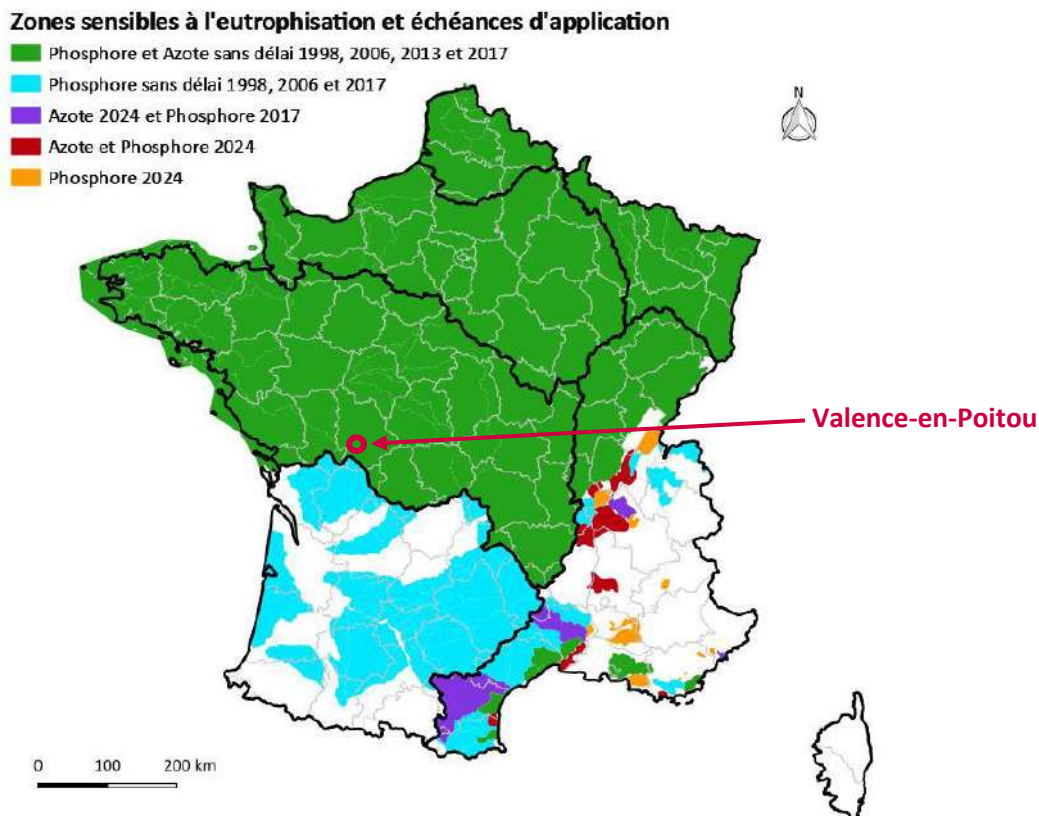 Zones sensibles à l'eutrophisation et échéances d'application
Phosphore et Azote sans délai 1998, 2006, 2013 et 2017
Phosphore sans délai 1998, 2006 et 2017
Azote 2024 et Phosphore 2017
Azote et Phosphore 2024
Phosphore 2024
N
Valence-en-Poitou
0 100 200 km